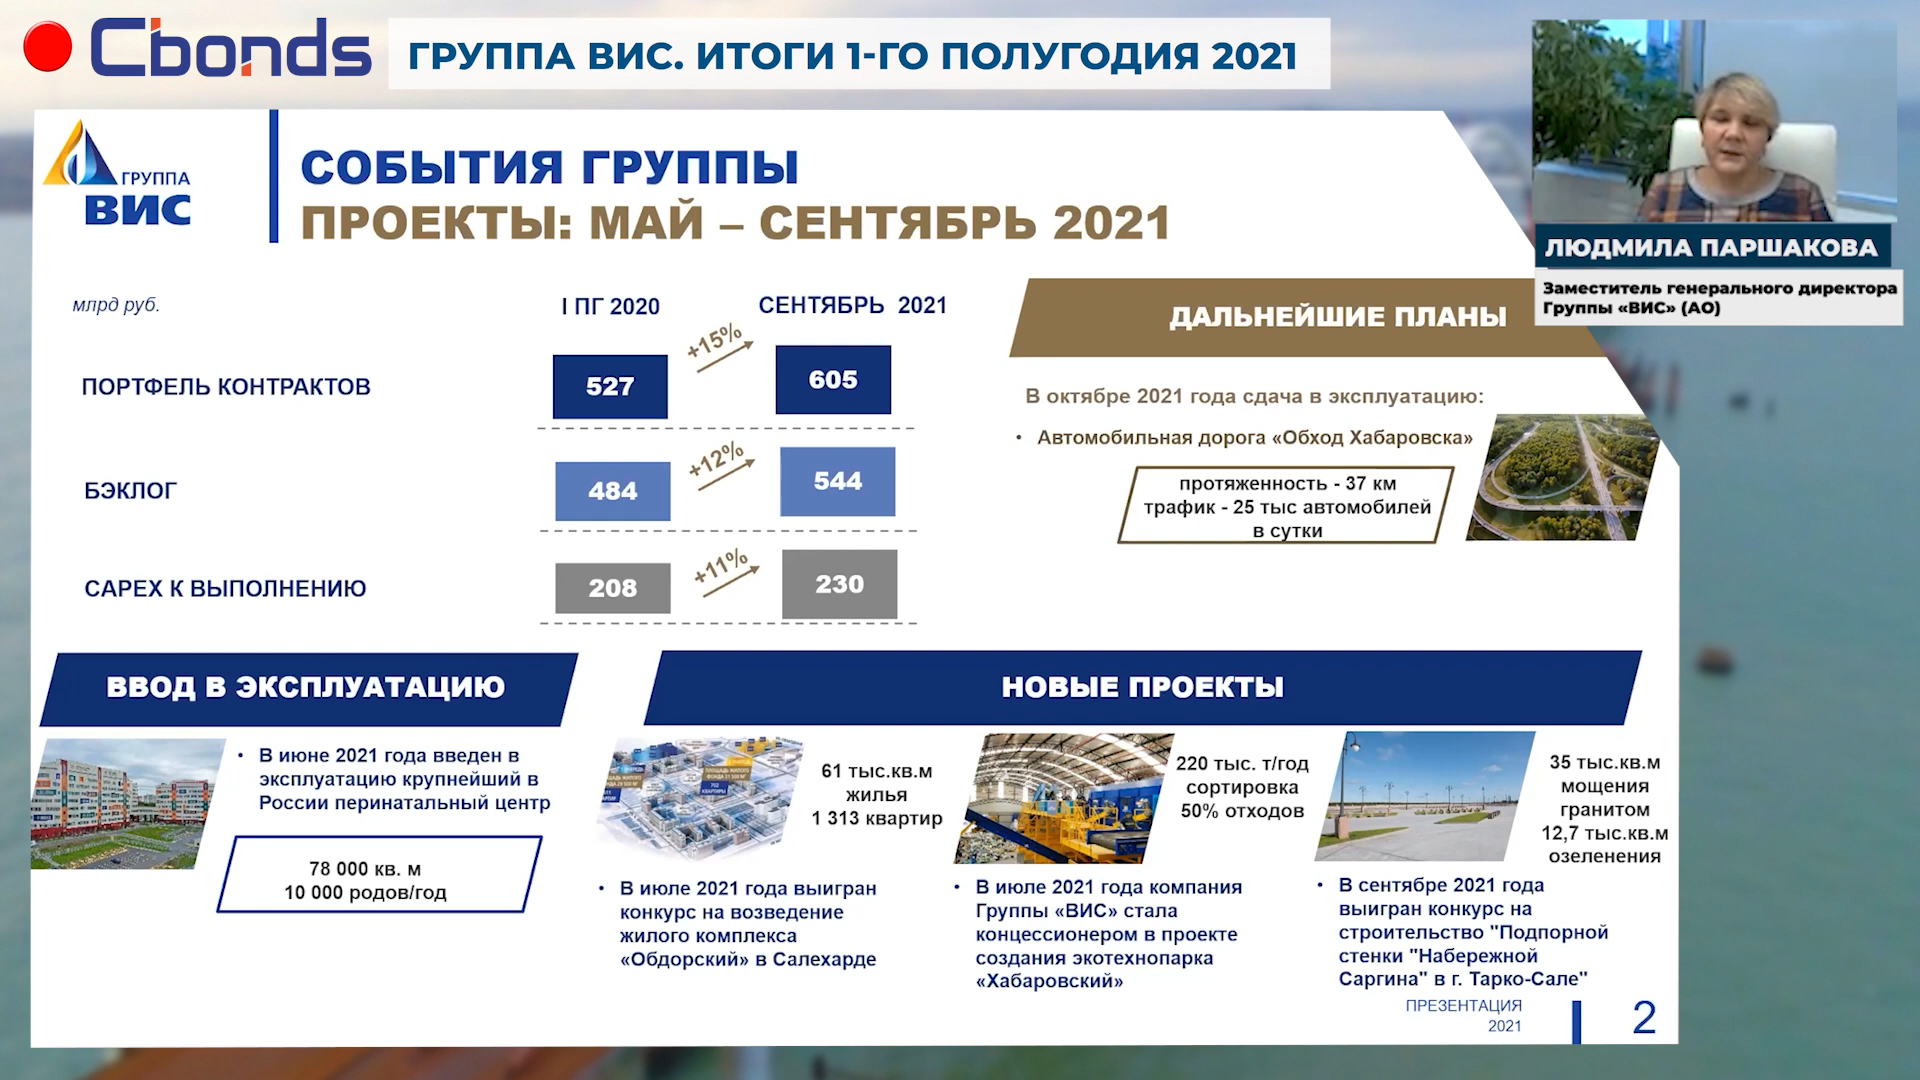 Cbonds
ГРУППА ВИС. ИТОГИ 1-ГО ПОЛУГОДИЯ 2021
ГРУППА
ВИС
СОБЫТИЯ ГРУППЫ
ПРОЕКТЫ: МАЙ – СЕНТЯБРЬ 2021
ЛЮДМИЛА ПАРШАКОВА
Заместитель генерального директора
Группы «ВИС» (АО)
млрд руб.
I ПГ 2020
СЕНТЯБРЬ 2021
ПОРТФЕЛЬ КОНТРАКТОВ
527
+15%
605
БЭКЛОГ
484
+12%
544
CAPEX К ВЫПОЛНЕНИЮ
208
+11%
230
ДАЛЬНЕЙШИЕ ПЛАНЫ
В октябре 2021 года сдача в эксплуатацию:
• Автомобильная дорога «Обход Хабаровска»
протяженность - 37 км
трафик - 25 тыс автомобилей
в сутки
ВВОД В ЭКСПЛУАТАЦИЮ
• В июне 2021 года введен в
эксплуатацию крупнейший в
России перинатальный центр
78 000 кв. м
10 000 родов/год
НОВЫЕ ПРОЕКТЫ
61 тыс.кв.м
жилья
1 313 квартир
• В июле 2021 года выигран
конкурс на возведение
жилого комплекса
«Обдорский» в Салехарде
220 тыс. т/год
сортировка
50% отходов
• В июле 2021 года компания
Группы «ВИС» стала
концессионером в проекте
создания экотехнопарка
«Хабаровский»
35 тыс.кв.м
мощения
гранитом
12,7 тыс.кв.м
озеленения
• В сентябре 2021 года
выигран конкурс на
строительство "Подпорной
стенки "Набережной
Саргина" в г. Тарко-Сале"
ПРЕЗЕНТАЦИЯ
2021
2